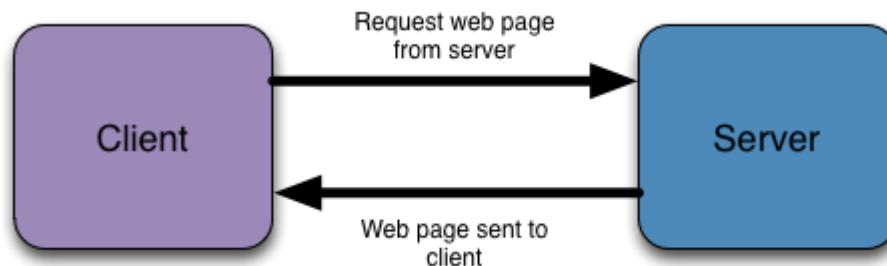 Request web page
from server
Client
Server
Web page sent to
client